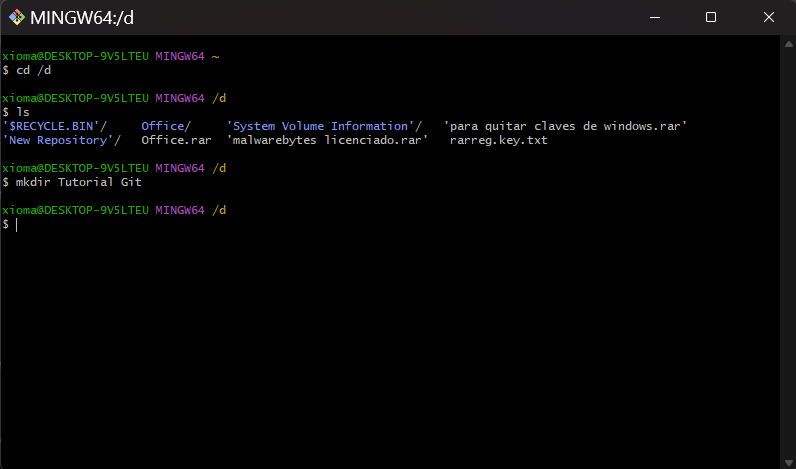 MINGW64:/d
xioma@DESKTOP-9V5LTEU MINGW64 ~
$ cd /d
xioma@DESKTOP-9V5LTEU MINGW64 /d
$ ls
'$RECYCLE.BIN'/ Office/ 'System Volume Information'/ 'para quitar claves de windows.rar'
'New Repository'/ Office.rar 'malwarebytes licenciado.rar' rarreg.key.txt
xioma@DESKTOP-9V5LTEU MINGW64 /d
$ mkdir Tutorial Git
xioma@DESKTOP-9V5LTEU MINGW64 /d
$